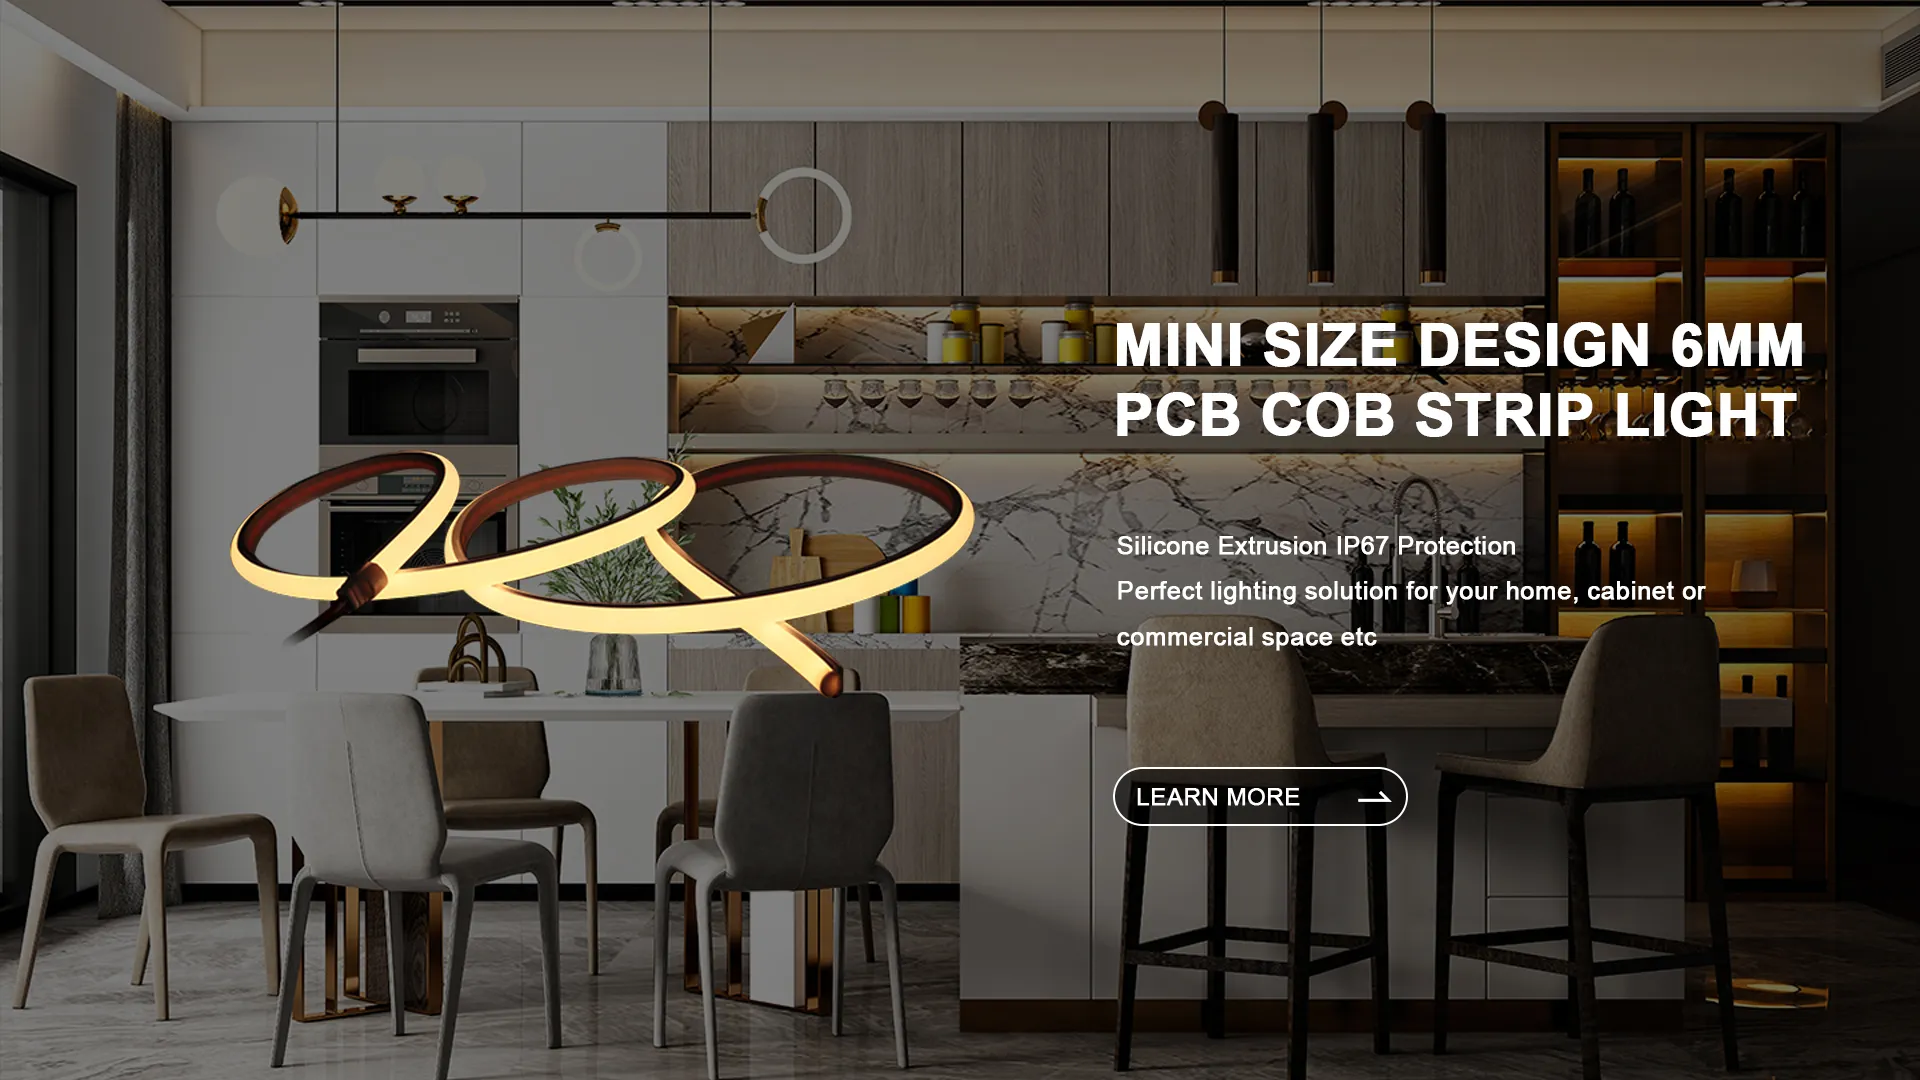 MINI SIZE DESIGN 6MM
PCB COB STRIP LIGHT
Silicone Extrusion IP67 Protection
Perfect lighting solution for your home, cabinet or
commercial space etc
LEARN MORE